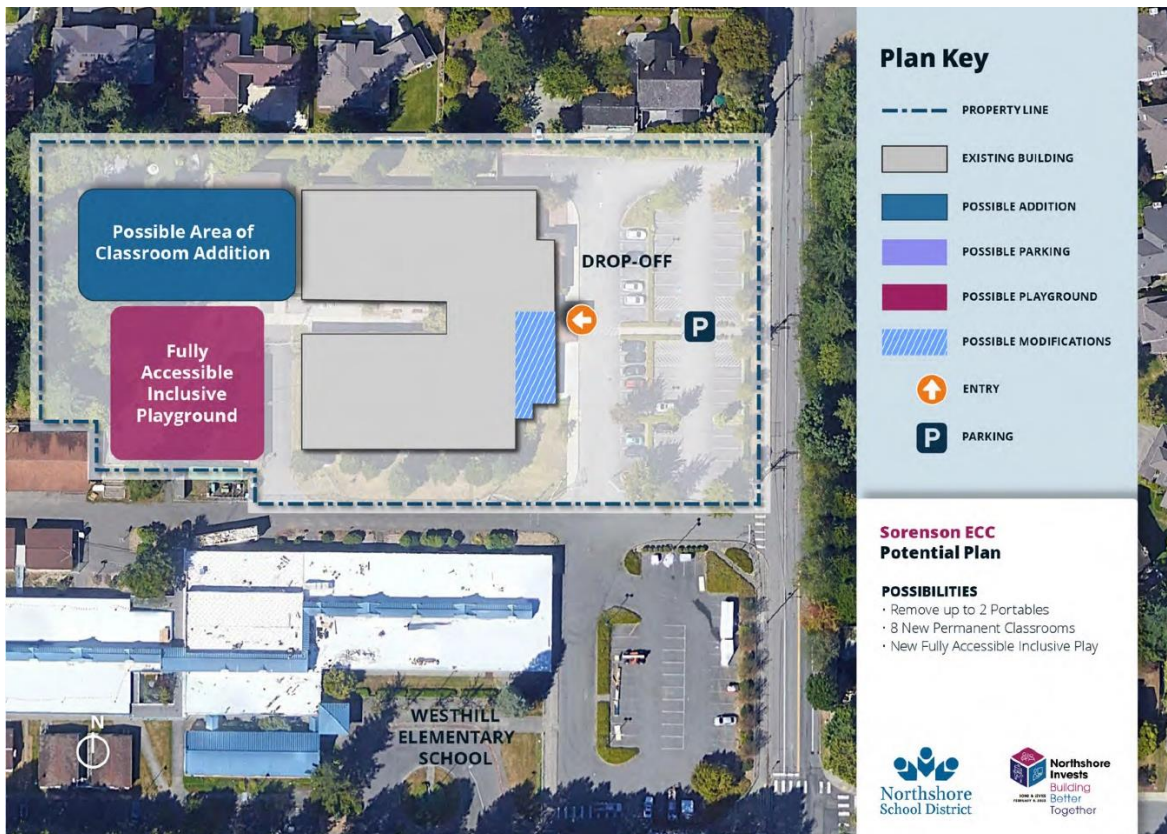 Possible Area of
Classroom Addition
Fully
Accessible
Inclusive
Playground
DROP-OFF
P
WESTHILL
ELEMENTARY
SCHOOL
N
Plan Key
PROPERTY LINE
EXISTING BUILDING
POSSIBLE ADDITION
POSSIBLE PARKING
POSSIBLE PLAYGROUND
POSSIBLE MODIFICATIONS
ENTRY
P PARKING
Sorenson ECC
Potential Plan
POSSIBILITIES
· Remove up to 2 Portables
· 8 New Permanent Classrooms
· New Fully Accessible Inclusive Play
Northshore
School District
Northshore
Invests
Building
Better
Together